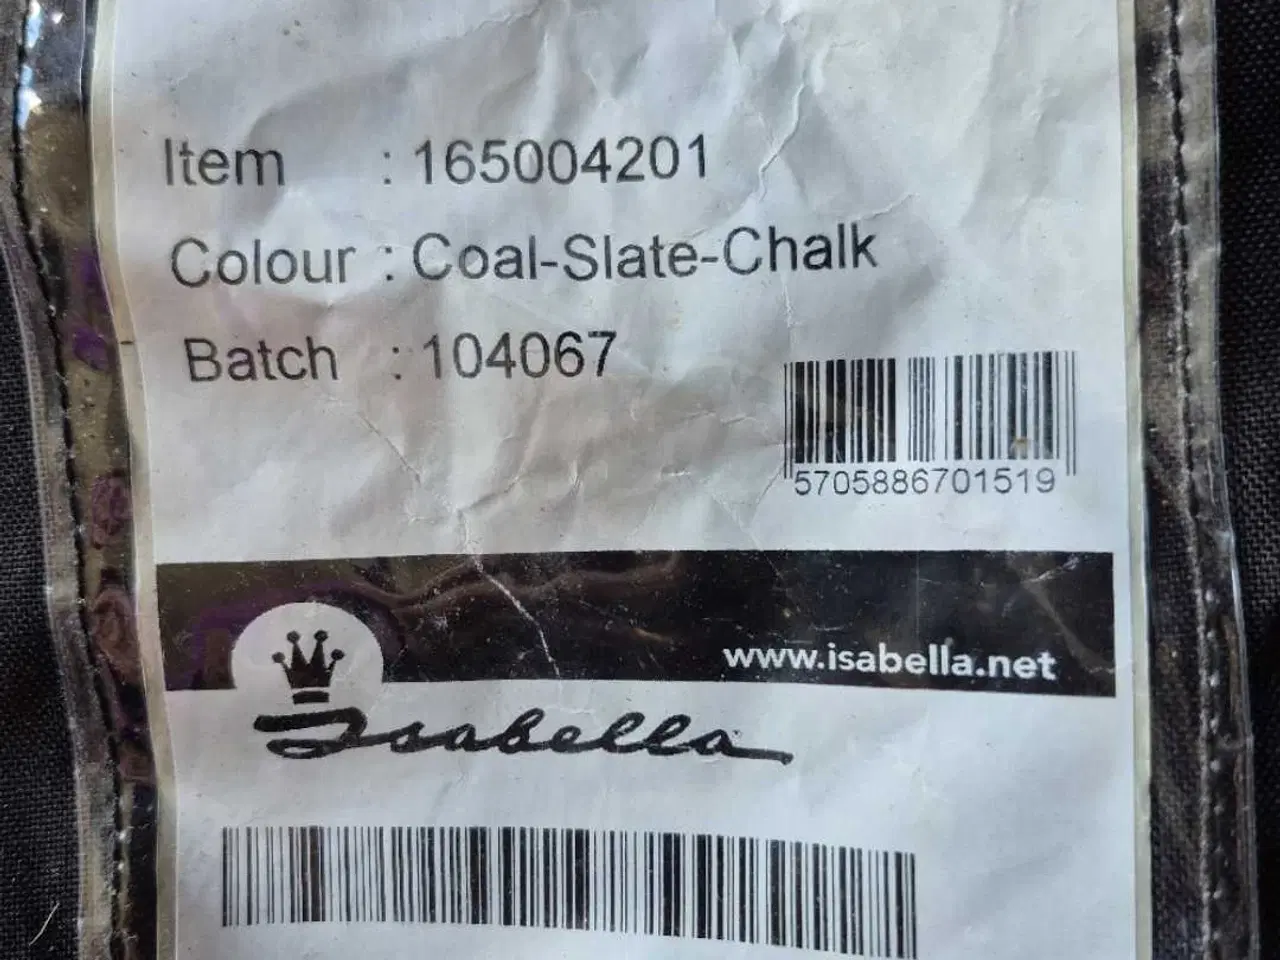 Item : 165004201
Colour : Coal-Slate-Chalk
Batch : 104067
5705886701519
www.isabella.net
Isabella